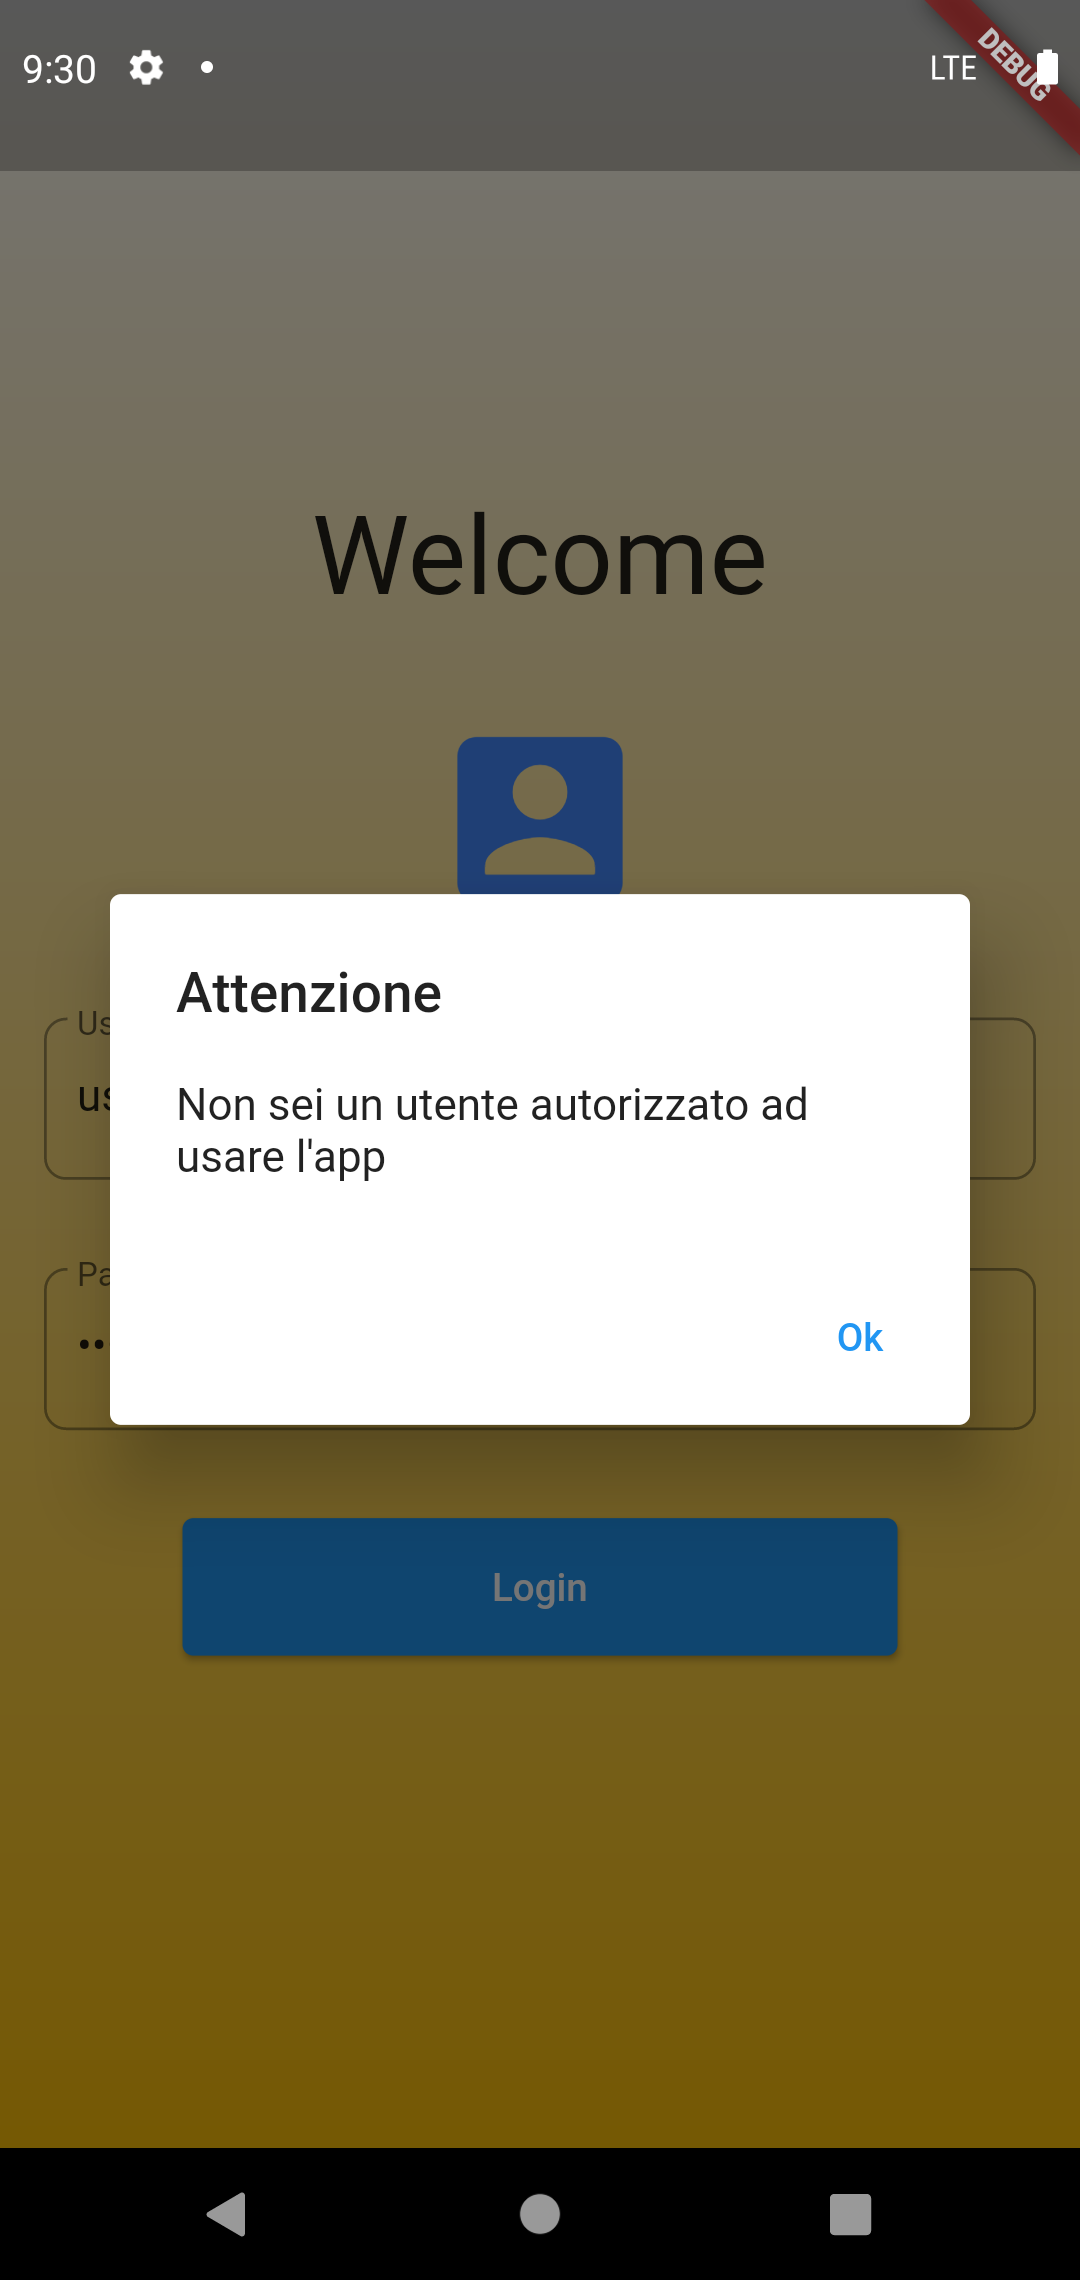 9:30
LTE
DEBUG
Welcome
Attenzione
Us
us
Non sei un utente autorizzato ad
usare l'app
Pa
Ok
Login